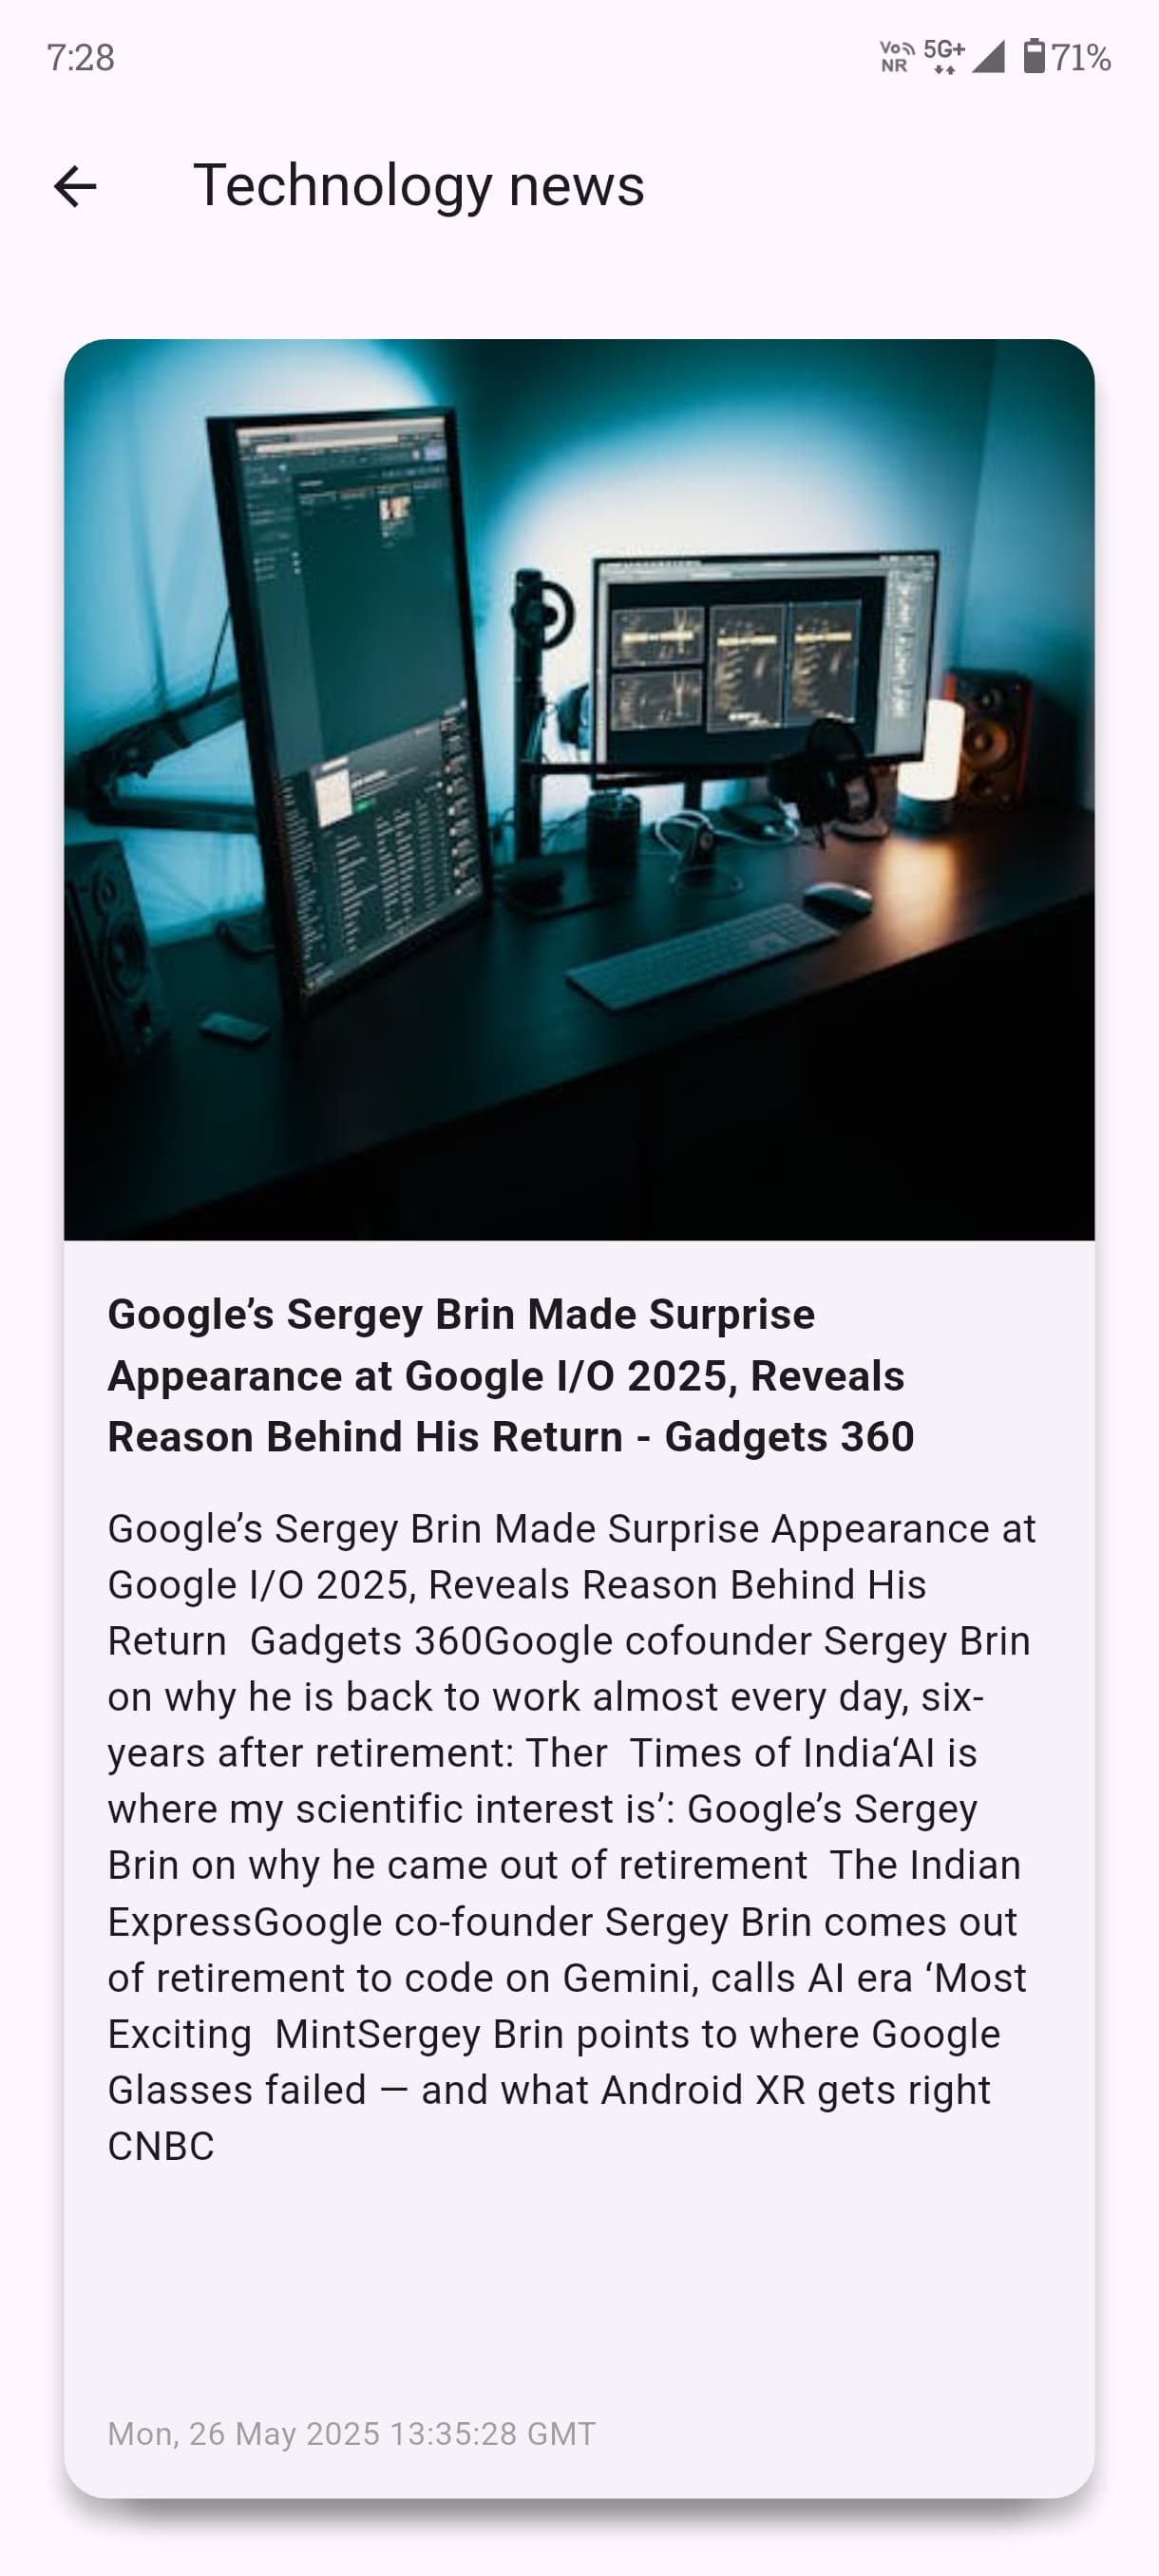 7:28
Vo NR 5G+ 71%
Technology news
Google’s Sergey Brin Made Surprise
Appearance at Google I/O 2025, Reveals
Reason Behind His Return - Gadgets 360
Google’s Sergey Brin Made Surprise Appearance at
Google I/O 2025, Reveals Reason Behind His
Return  Gadgets 360Google cofounder Sergey Brin
on why he is back to work almost every day, six-
years after retirement: Ther  Times of India‘AI is
where my scientific interest is’: Google’s Sergey
Brin on why he came out of retirement  The Indian
ExpressGoogle co-founder Sergey Brin comes out
of retirement to code on Gemini, calls AI era ‘Most
Exciting  MintSergey Brin points to where Google
Glasses failed — and what Android XR gets right
CNBC
Mon, 26 May 2025 13:35:28 GMT